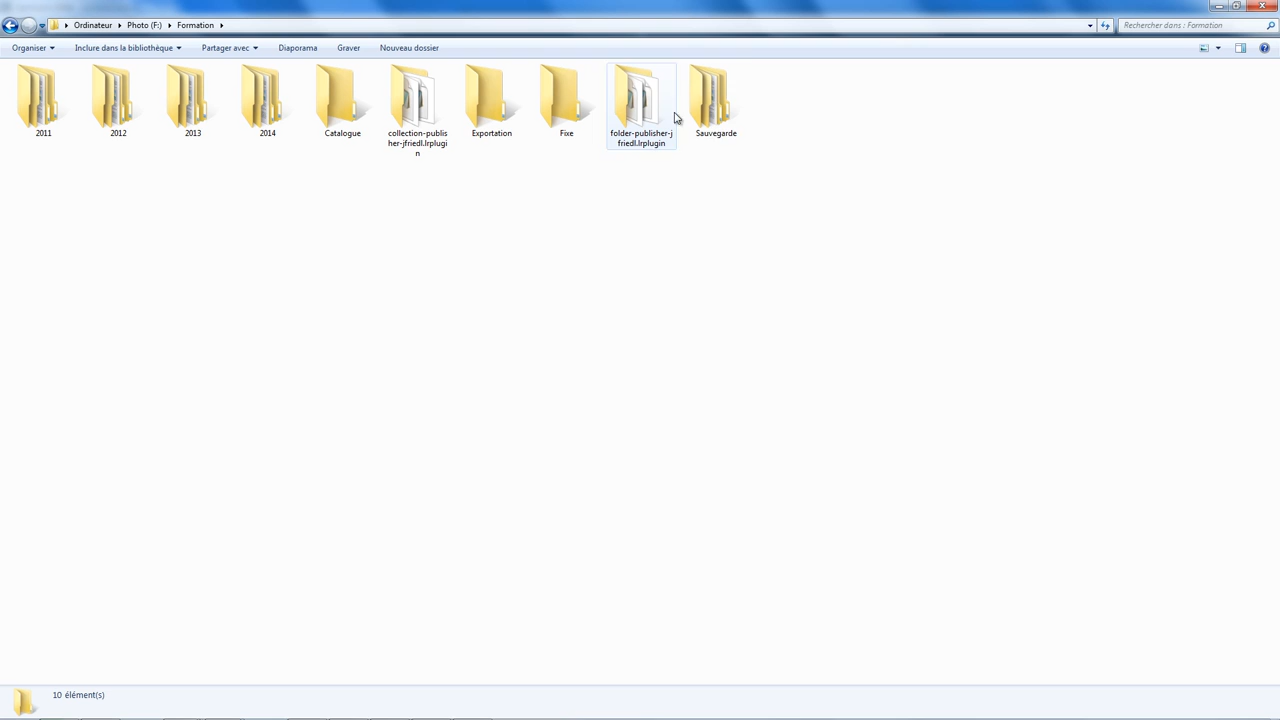 Ordinateur Photo (F:) Formation
Rechercher dans : Formation
Organiser Inclure dans la bibliothèque Partager avec Diaporama Graver Nouveau dossier
2011
2012
2013
2014
Catalogue
collection-publis
her-jfriedl.lrplugi
n
Exportation
Fixe
folder-publisher-j
friedl.lrplugin
Sauvegarde
10 élément(s)